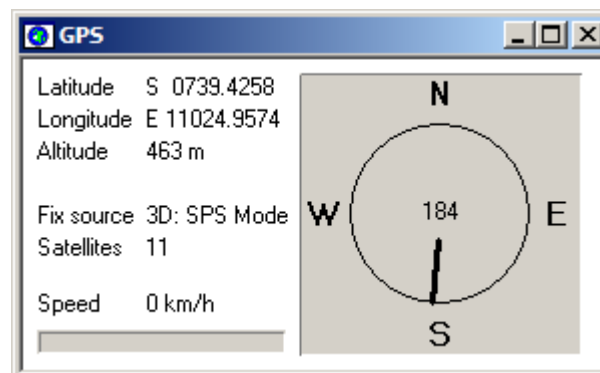 GPS
Latitude S 0739.4258
Longitude E 11024.9574
Altitude 463 m
Fix source 3D: SPS Mode
Satellites 11
Speed 0 km/h
N
W 184 E
S